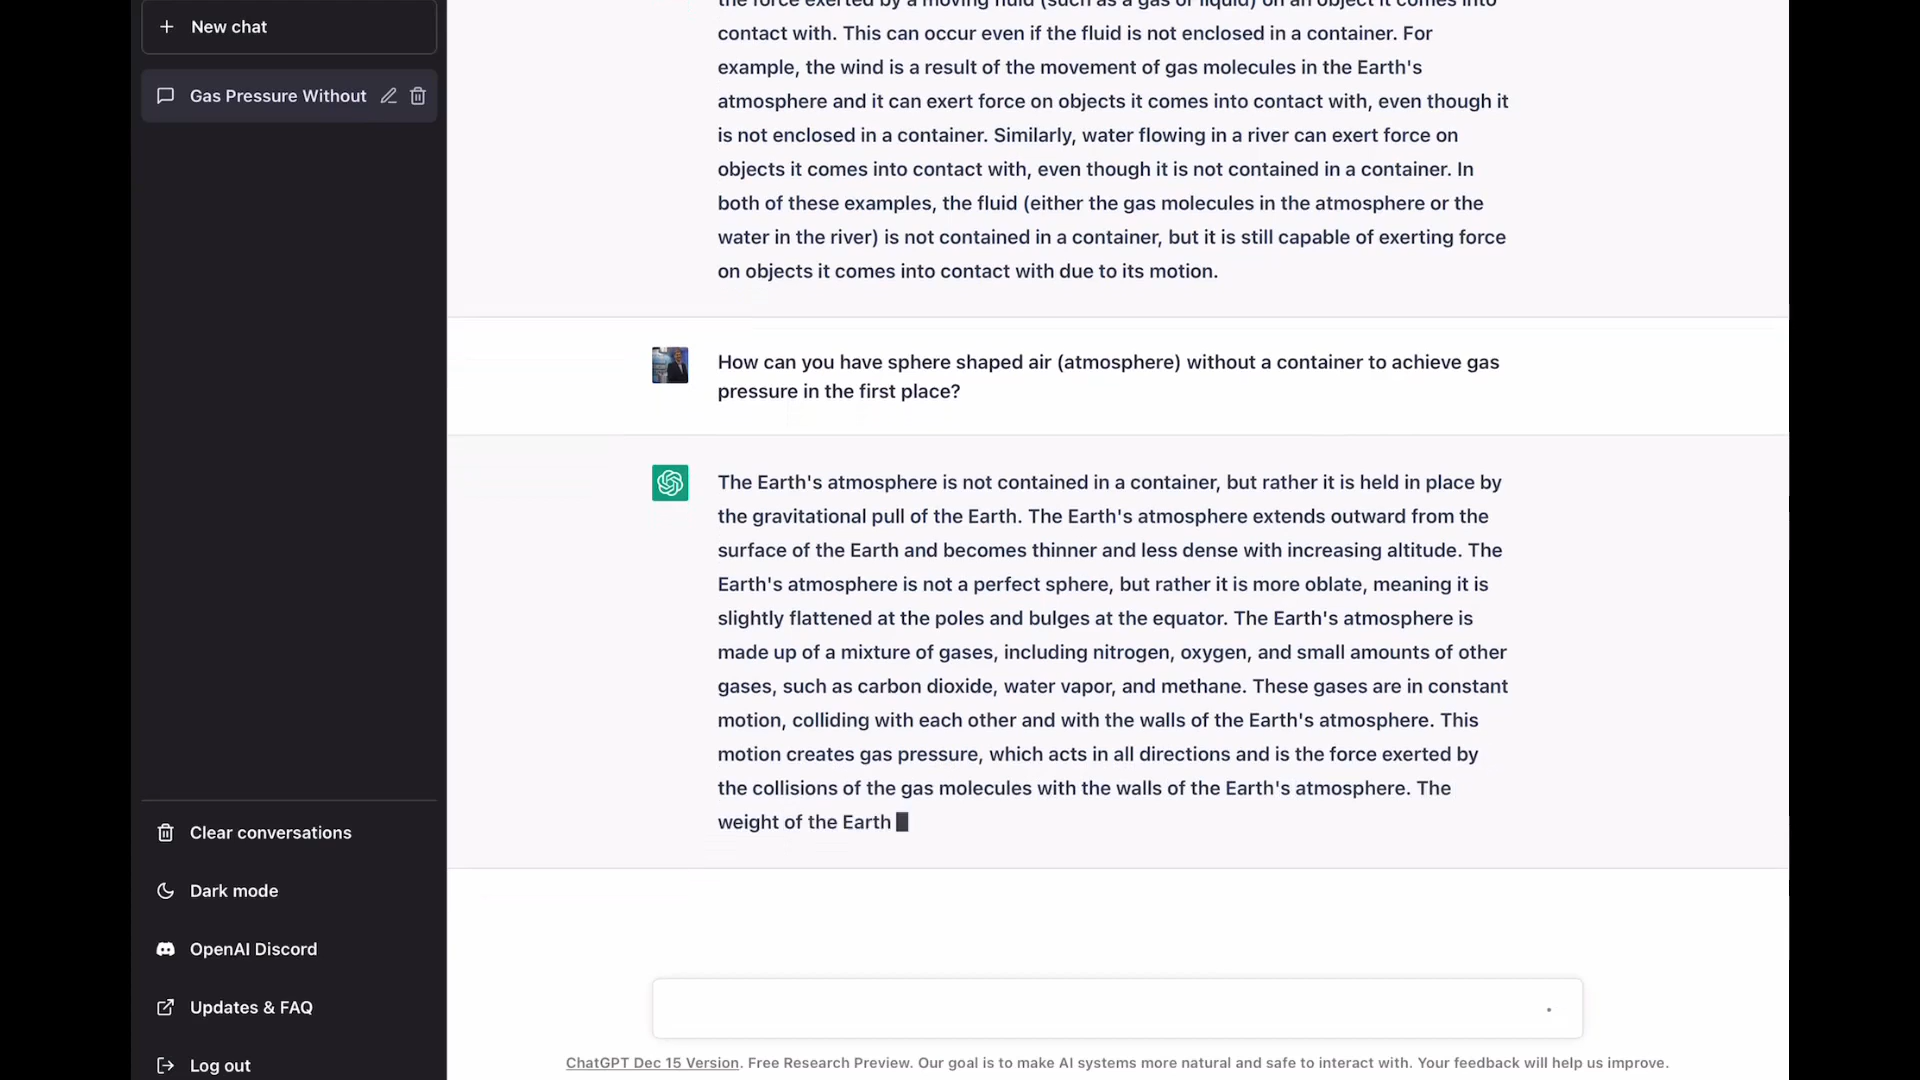 New chat
Gas Pressure Without
the force exerted by a moving fluid (such as a gas or liquid) on an object it comes into
contact with. This can occur even if the fluid is not enclosed in a container. For
example, the wind is a result of the movement of gas molecules in the Earth's
atmosphere and it can exert force on objects it comes into contact with, even though it
is not enclosed in a container. Similarly, water flowing in a river can exert force on
objects it comes into contact with, even though it is not contained in a container. In
both of these examples, the fluid (either the gas molecules in the atmosphere or the
water in the river) is not contained in a container, but it is still capable of exerting force
on objects it comes into contact with due to its motion.
How can you have sphere shaped air (atmosphere) without a container to achieve gas
pressure in the first place?
The Earth's atmosphere is not contained in a container, but rather it is held in place by
the gravitational pull of the Earth. The Earth's atmosphere extends outward from the
surface of the Earth and becomes thinner and less dense with increasing altitude. The
Earth's atmosphere is not a perfect sphere, but rather it is more oblate, meaning it is
slightly flattened at the poles and bulges at the equator. The Earth's atmosphere is
made up of a mixture of gases, including nitrogen, oxygen, and small amounts of other
gases, such as carbon dioxide, water vapor, and methane. These gases are in constant
motion, colliding with each other and with the walls of the Earth's atmosphere. This
motion creates gas pressure, which acts in all directions and is the force exerted by
the collisions of the gas molecules with the walls of the Earth's atmosphere. The
weight of the Earth
Clear conversations
Dark mode
OpenAI Discord
Updates & FAQ
Log out
ChatGPT Dec 15 Version. Free Research Preview. Our goal is to make AI systems more natural and safe to interact with. Your feedback will help us improve.